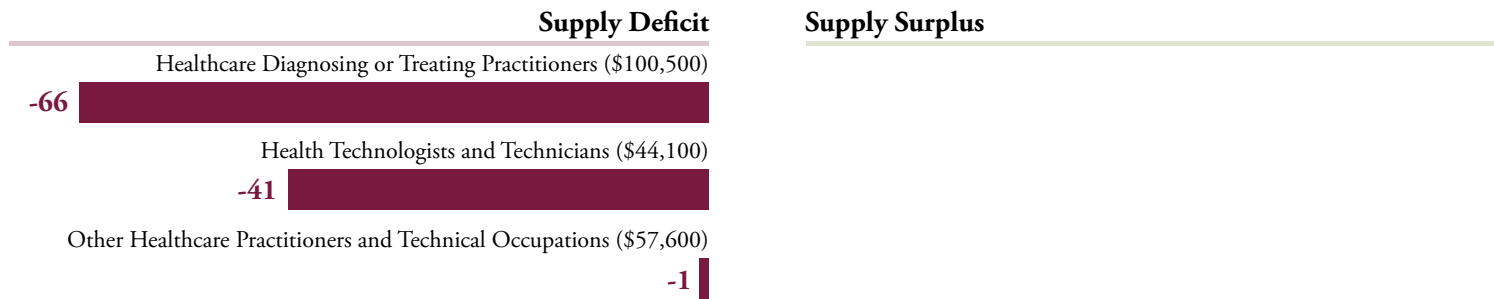 Supply Deficit
Supply Surplus
Healthcare Diagnosing or Treating Practitioners ($100,500)
-66
Health Technologists and Technicians ($44,100)
-41
Other Healthcare Practitioners and Technical Occupations ($57,600)
-1